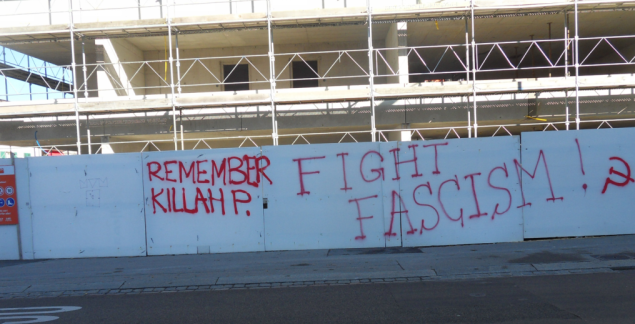 REMEMBER
KILLAH P.
FIGHT
FASCISM!